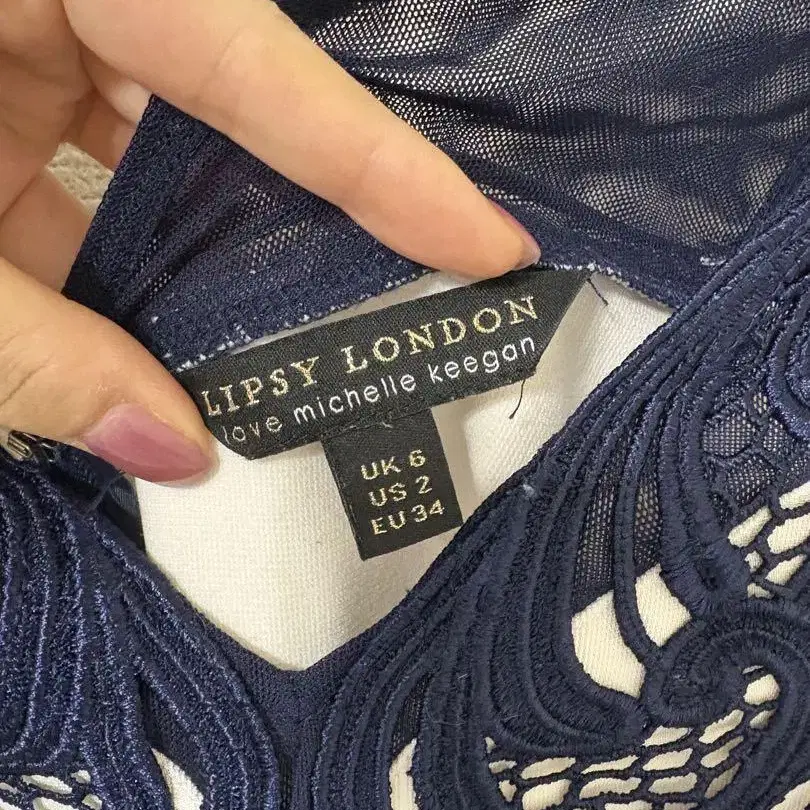 LIPSY LONDON
love michelle keegan
UK 6
US 2
EU 34